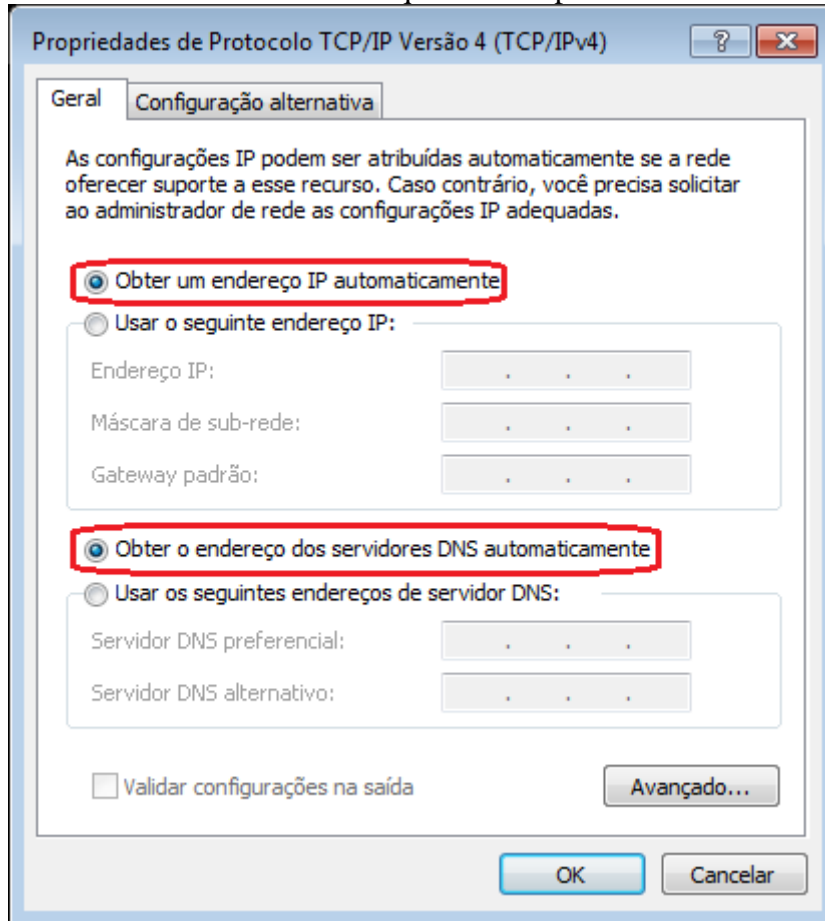 Propriedades de Protocolo TCP/IP Versão 4 (TCP/IPv4)
Geral
Configuração alternativa
As configurações IP podem ser atribuídas automaticamente se a rede
oferecer suporte a esse recurso. Caso contrário, você precisa solicitar
ao administrador de rede as configurações IP adequadas.
Obter um endereço IP automaticamente
Usar o seguinte endereço IP:
Endereço IP:
Máscara de sub-rede:
Gateway padrão:
Obter o endereço dos servidores DNS automaticamente
Usar os seguintes endereços de servidor DNS:
Servidor DNS preferencial:
Servidor DNS alternativo:
Validar configurações na saída
Avançado...
OK
Cancelar